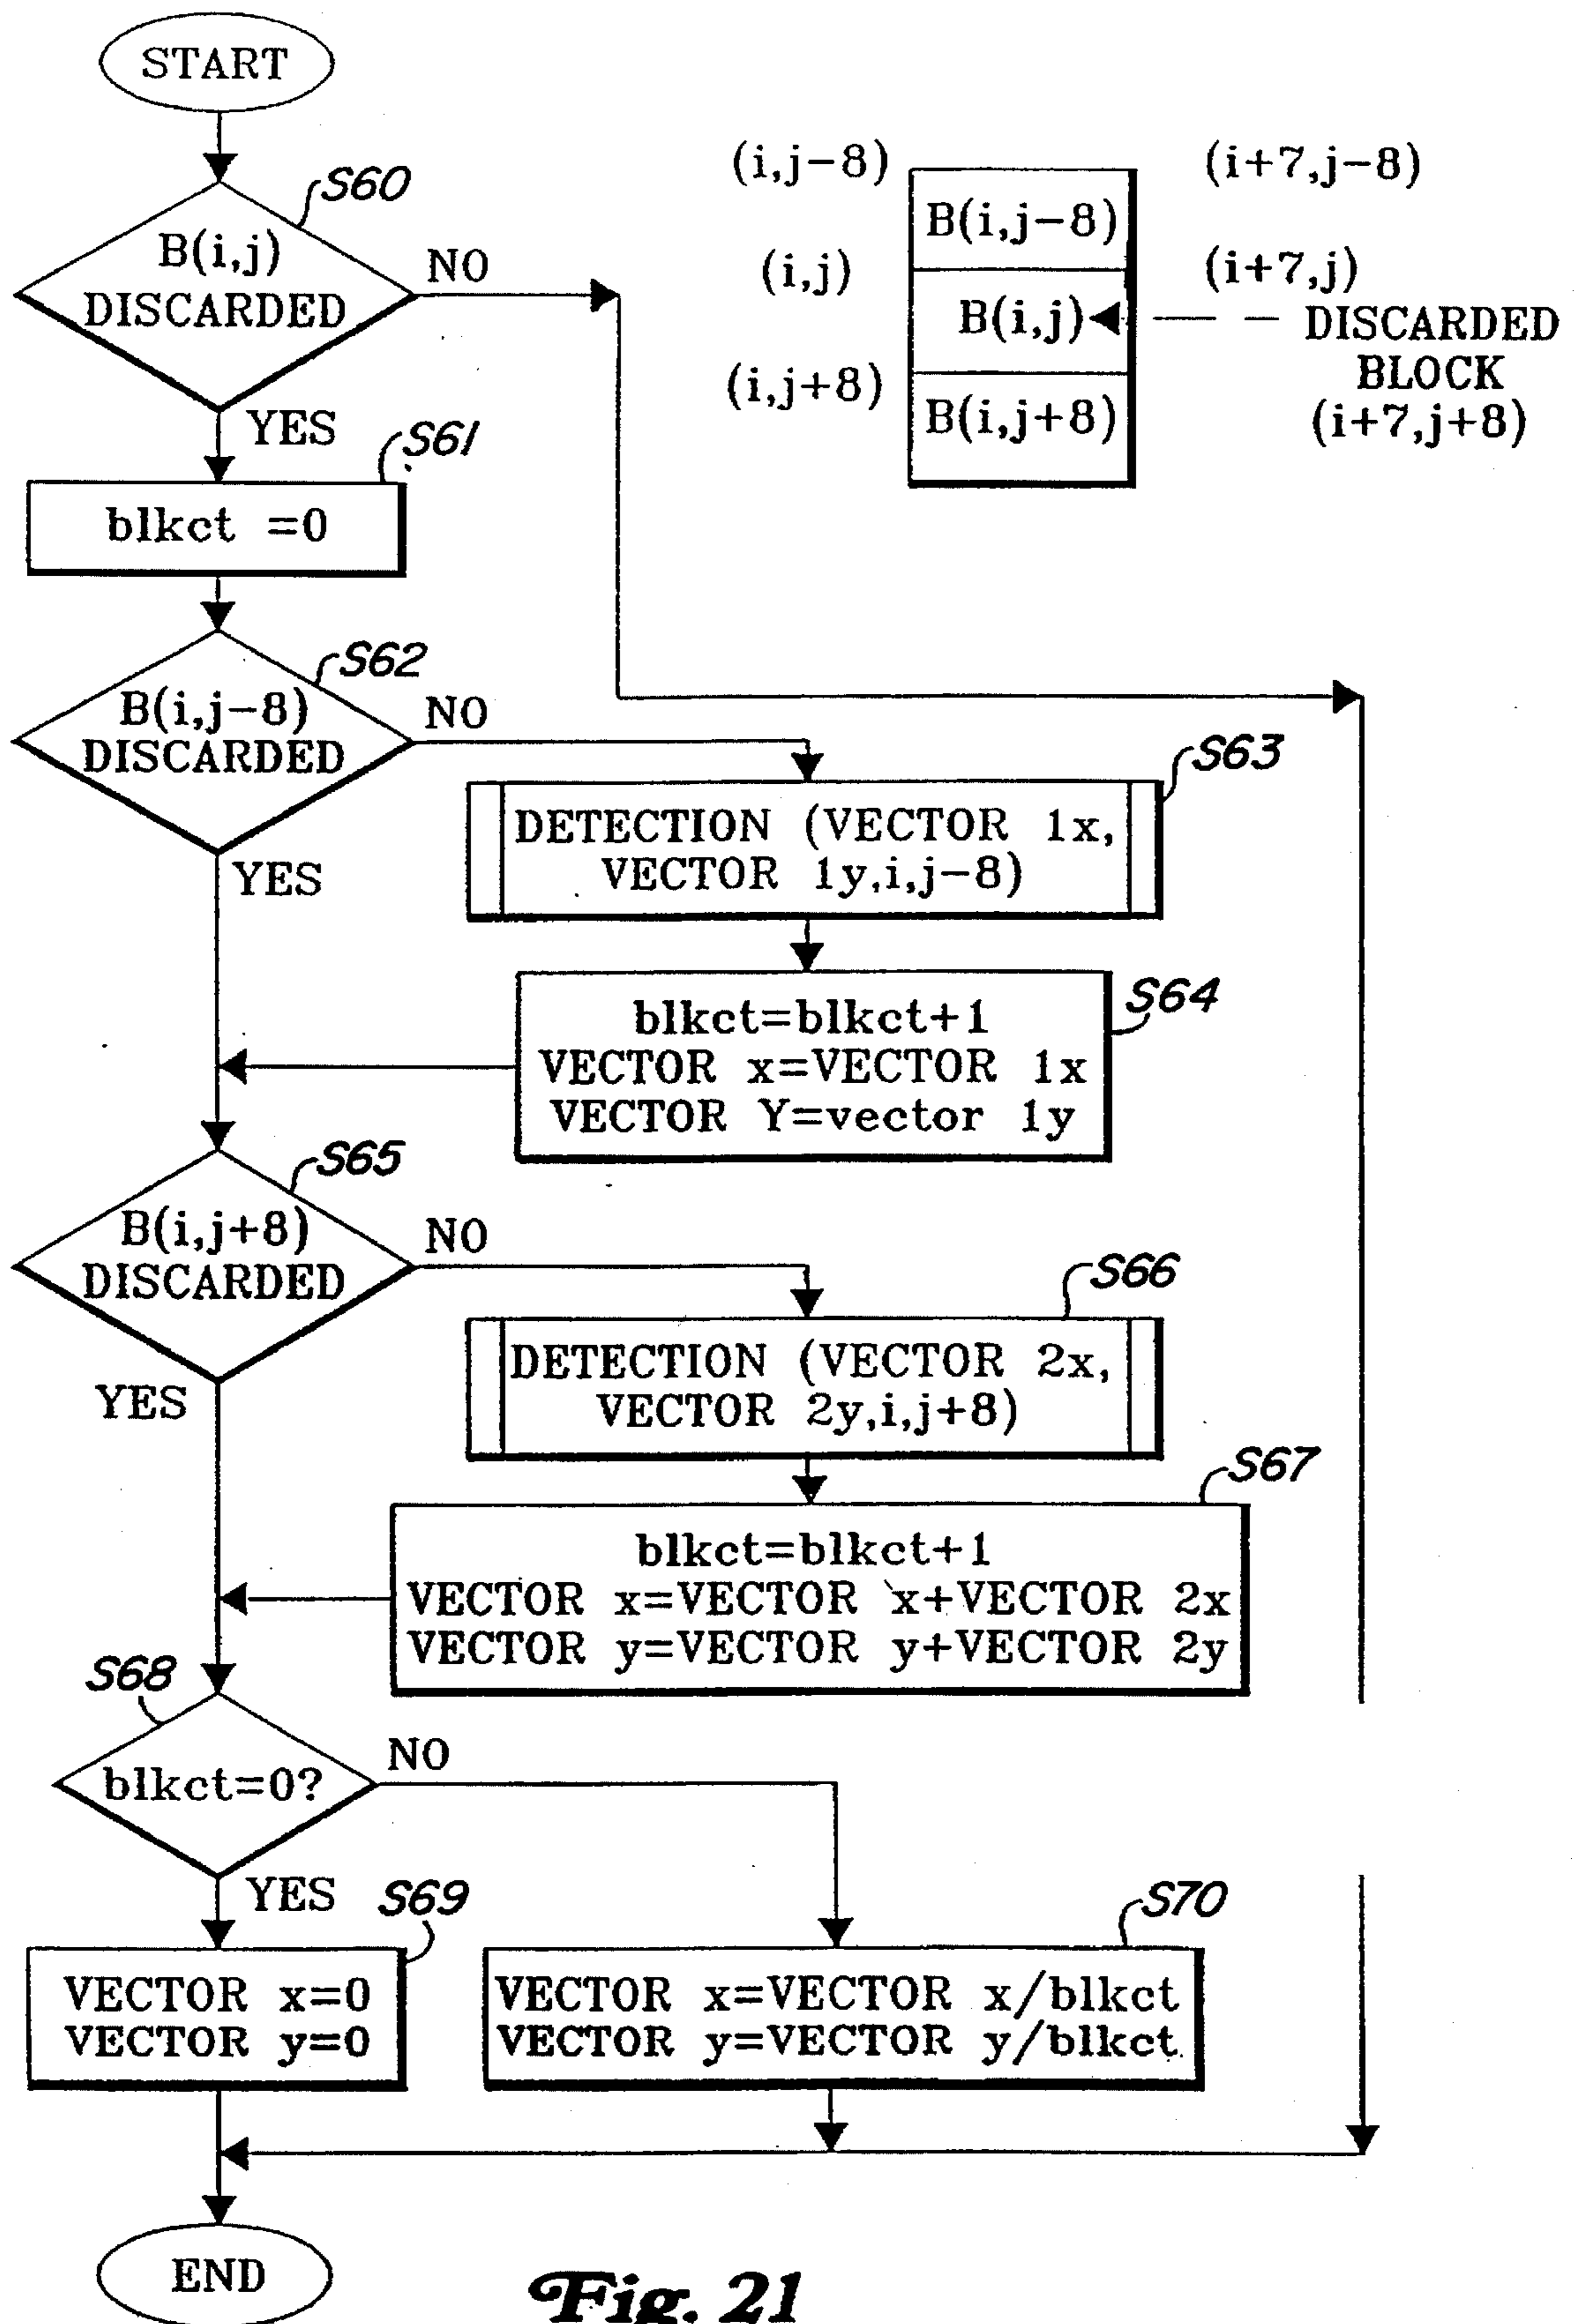 START
S60
B(i,j)
DISCARDED
NO
YES
(i,j-8)
(i+7,j-8)
B(i,j-8)
(i,j)
(i+7,j)
B(i,j)
DISCARDED
BLOCK
(i,j+8)
B(i,j+8)
(i+7,j+8)
S61
blkct =0
S62
B(i,j-8)
DISCARDED
NO
YES
S63
DETECTION (VECTOR 1x,
VECTOR 1y,i,j-8)
S64
blkct=blkct+1
VECTOR x=VECTOR 1x
VECTOR Y=vector 1y
S65
B(i,j+8)
DISCARDED
NO
YES
S66
DETECTION (VECTOR 2x,
VECTOR 2y,i,j+8)
S67
blkct=blkct+1
VECTOR x=VECTOR x+VECTOR 2x
VECTOR y=VECTOR y+VECTOR 2y
S68
blkct=0?
NO
YES
S69
VECTOR x=0
VECTOR y=0
S70
VECTOR x=VECTOR x/blkct
VECTOR y=VECTOR y/blkct
END
Fig. 21